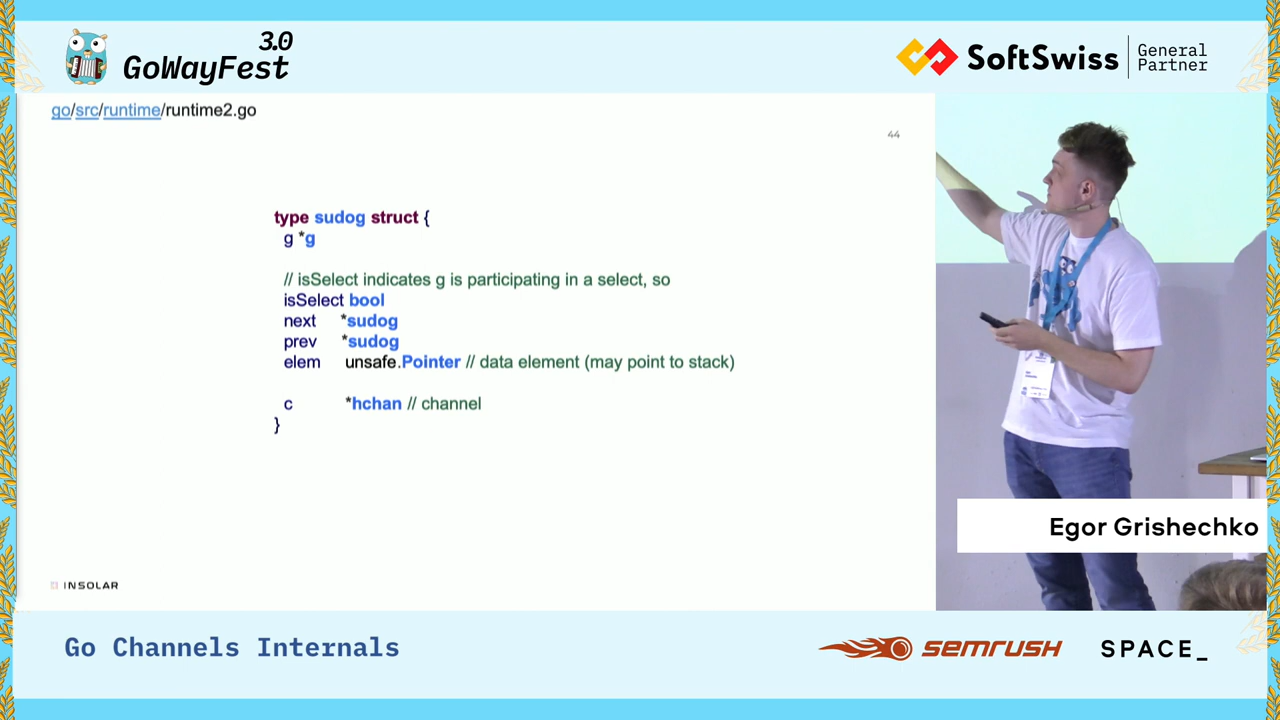 3.0
GoWayFest
SoftSwiss
General
Partner
go/src/runtime/runtime2.go
44
type sudog struct {
g *g
// isSelect indicates g is participating in a select, so
isSelect bool
next *sudog
prev *sudog
elem unsafe.Pointer // data element (may point to stack)
c *hchan // channel
}
Egor Grishechko
INSOLAR
Go Channels Internals
SEMRUSH
SPACE_